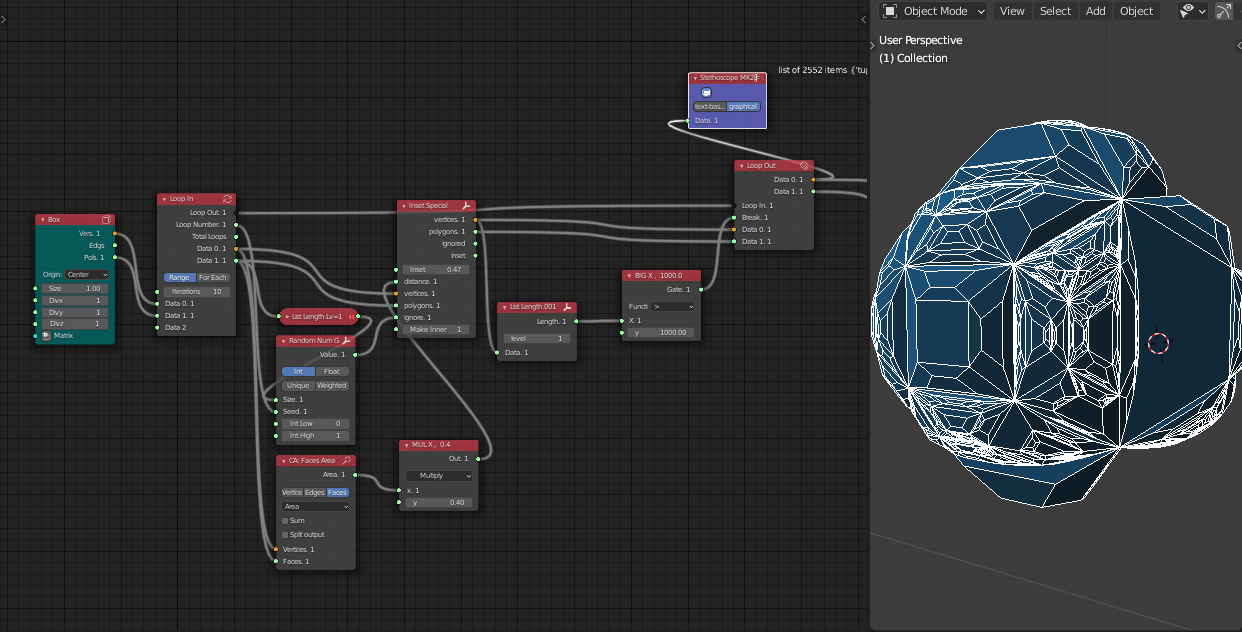 Object Mode View Select Add Object
User Perspective
(1) Collection
list of 2552 items {'tup
Stethoscope MK2
text-bas.. graphical
Data. 1
Loop Out
Data 0. 1
Data 1. 1
Loop In. 1
Break. 1
Data 0. 1
Data 1. 1
Box
Vers. 1
Edgs
Pols. 1
Origin: Center
Size 1.00
Divx 1
Divy 1
Divz 1
Matrix
Loop In
Loop Out. 1
Loop Number. 1
Total Loops
Data 0. 1
Data 1. 1
Range For Each
Iterations 10
Data 0. 1
Data 1. 1
Data 2
List Length Lv=1
Random Num G
Value. 1
Int Float
Unique Weighted
Size. 1
Seed. 1
Int Low 0
Int High 1
CA: Faces Area
Area. 1
Vertice Edges Faces
Area
Sum
Split output
Vertices. 1
Faces. 1
Inset Special
vertices. 1
polygons. 1
ignored
inset
Inset 0.47
distance. 1
vertices. 1
polygons. 1
ignore. 1
Make Inner 1
MUL X, 0.4
Out. 1
Multiply
x. 1
y 0.40
List Length.001
Length. 1
level 1
Data. 1
BIG X, 1000.0
Gate. 1
Functi >
X. 1
y 1000.00